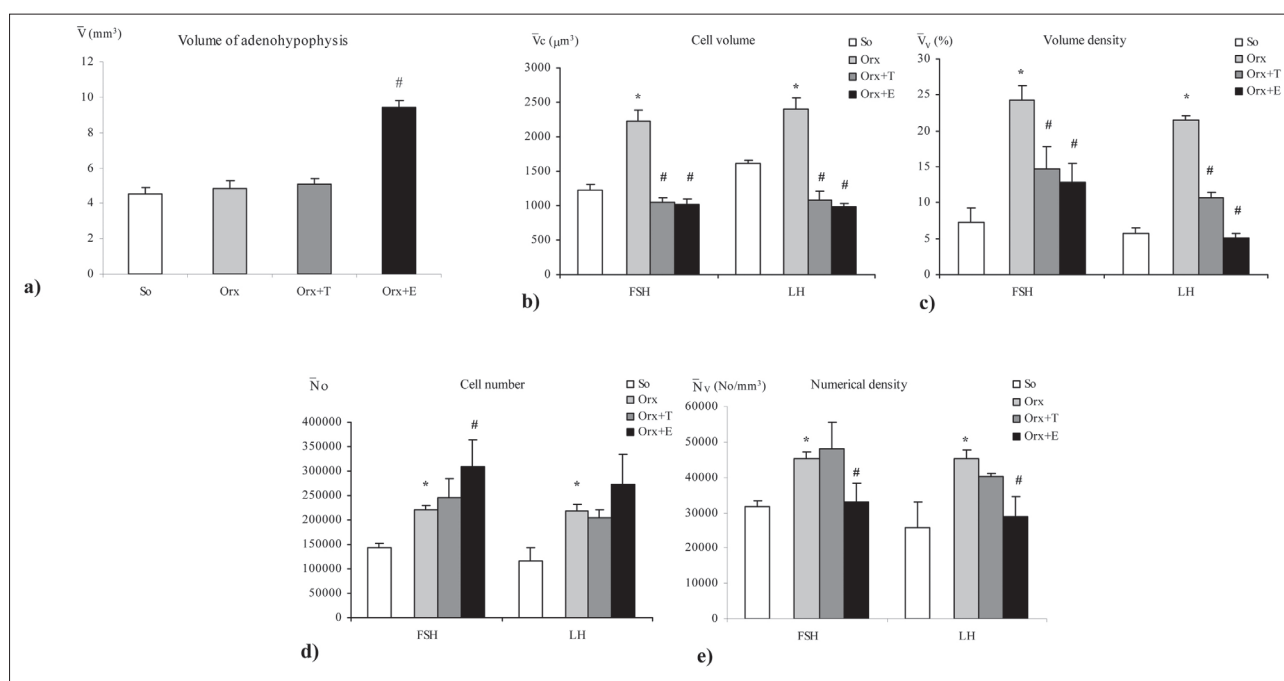 V̅ (mm³)
Volume of adenohypophysis
12
10
8
6
4
2
0
#
So Orx Orx+T Orx+E
a)
V̅c (μm³)
Cell volume
So
Orx
Orx+T
Orx+E
3000
2500
2000
1500
1000
500
0
* # # * # #
FSH LH
b)
V̅v (%)
Volume density
So
Orx
Orx+T
Orx+E
30
25
20
15
10
5
0
* # # * # #
FSH LH
c)
N̅o
Cell number
So
Orx
Orx+T
Orx+E
400000
350000
300000
250000
200000
150000
100000
50000
0
* # *
FSH LH
d)
N̅v (No/mm³)
Numerical density
So
Orx
Orx+T
Orx+E
60000
50000
40000
30000
20000
10000
0
* # * #
FSH LH
e)